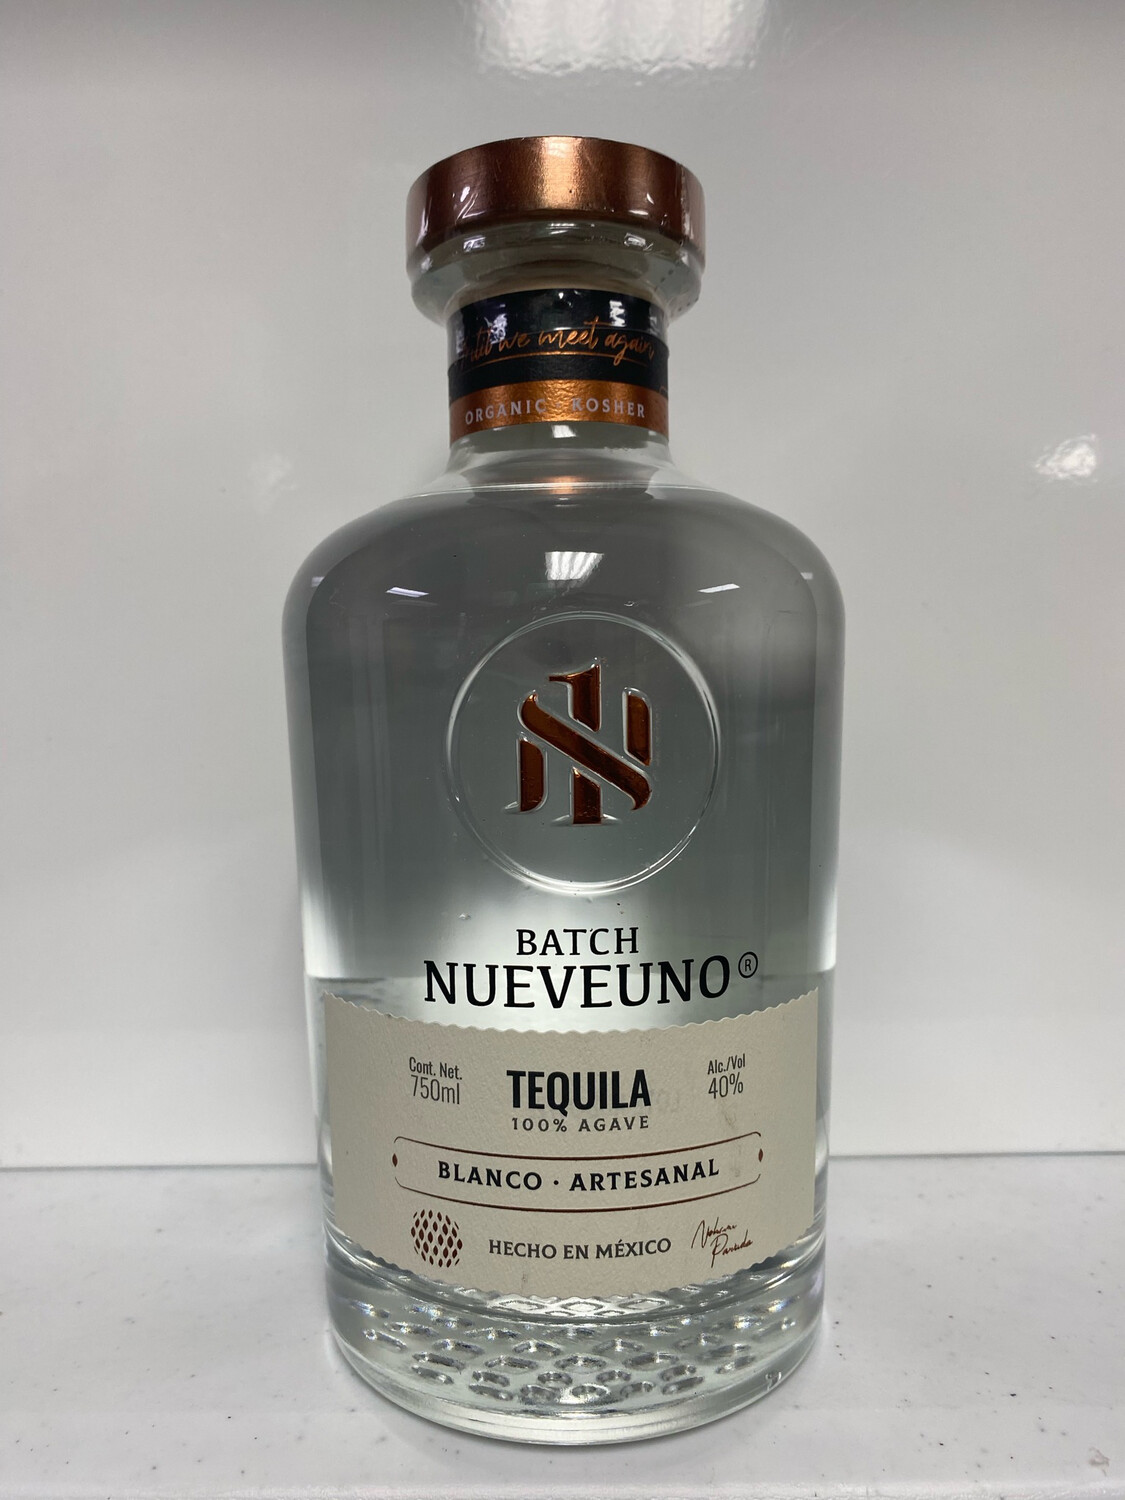 we meet again
ORGANIC KOSHER
BATCH
NUEVEUNO®
Cont. Net.
750ml
TEQUILA
100% AGAVE
Alc./Vol
40%
BLANCO · ARTESANAL
HECHO EN MÉXICO